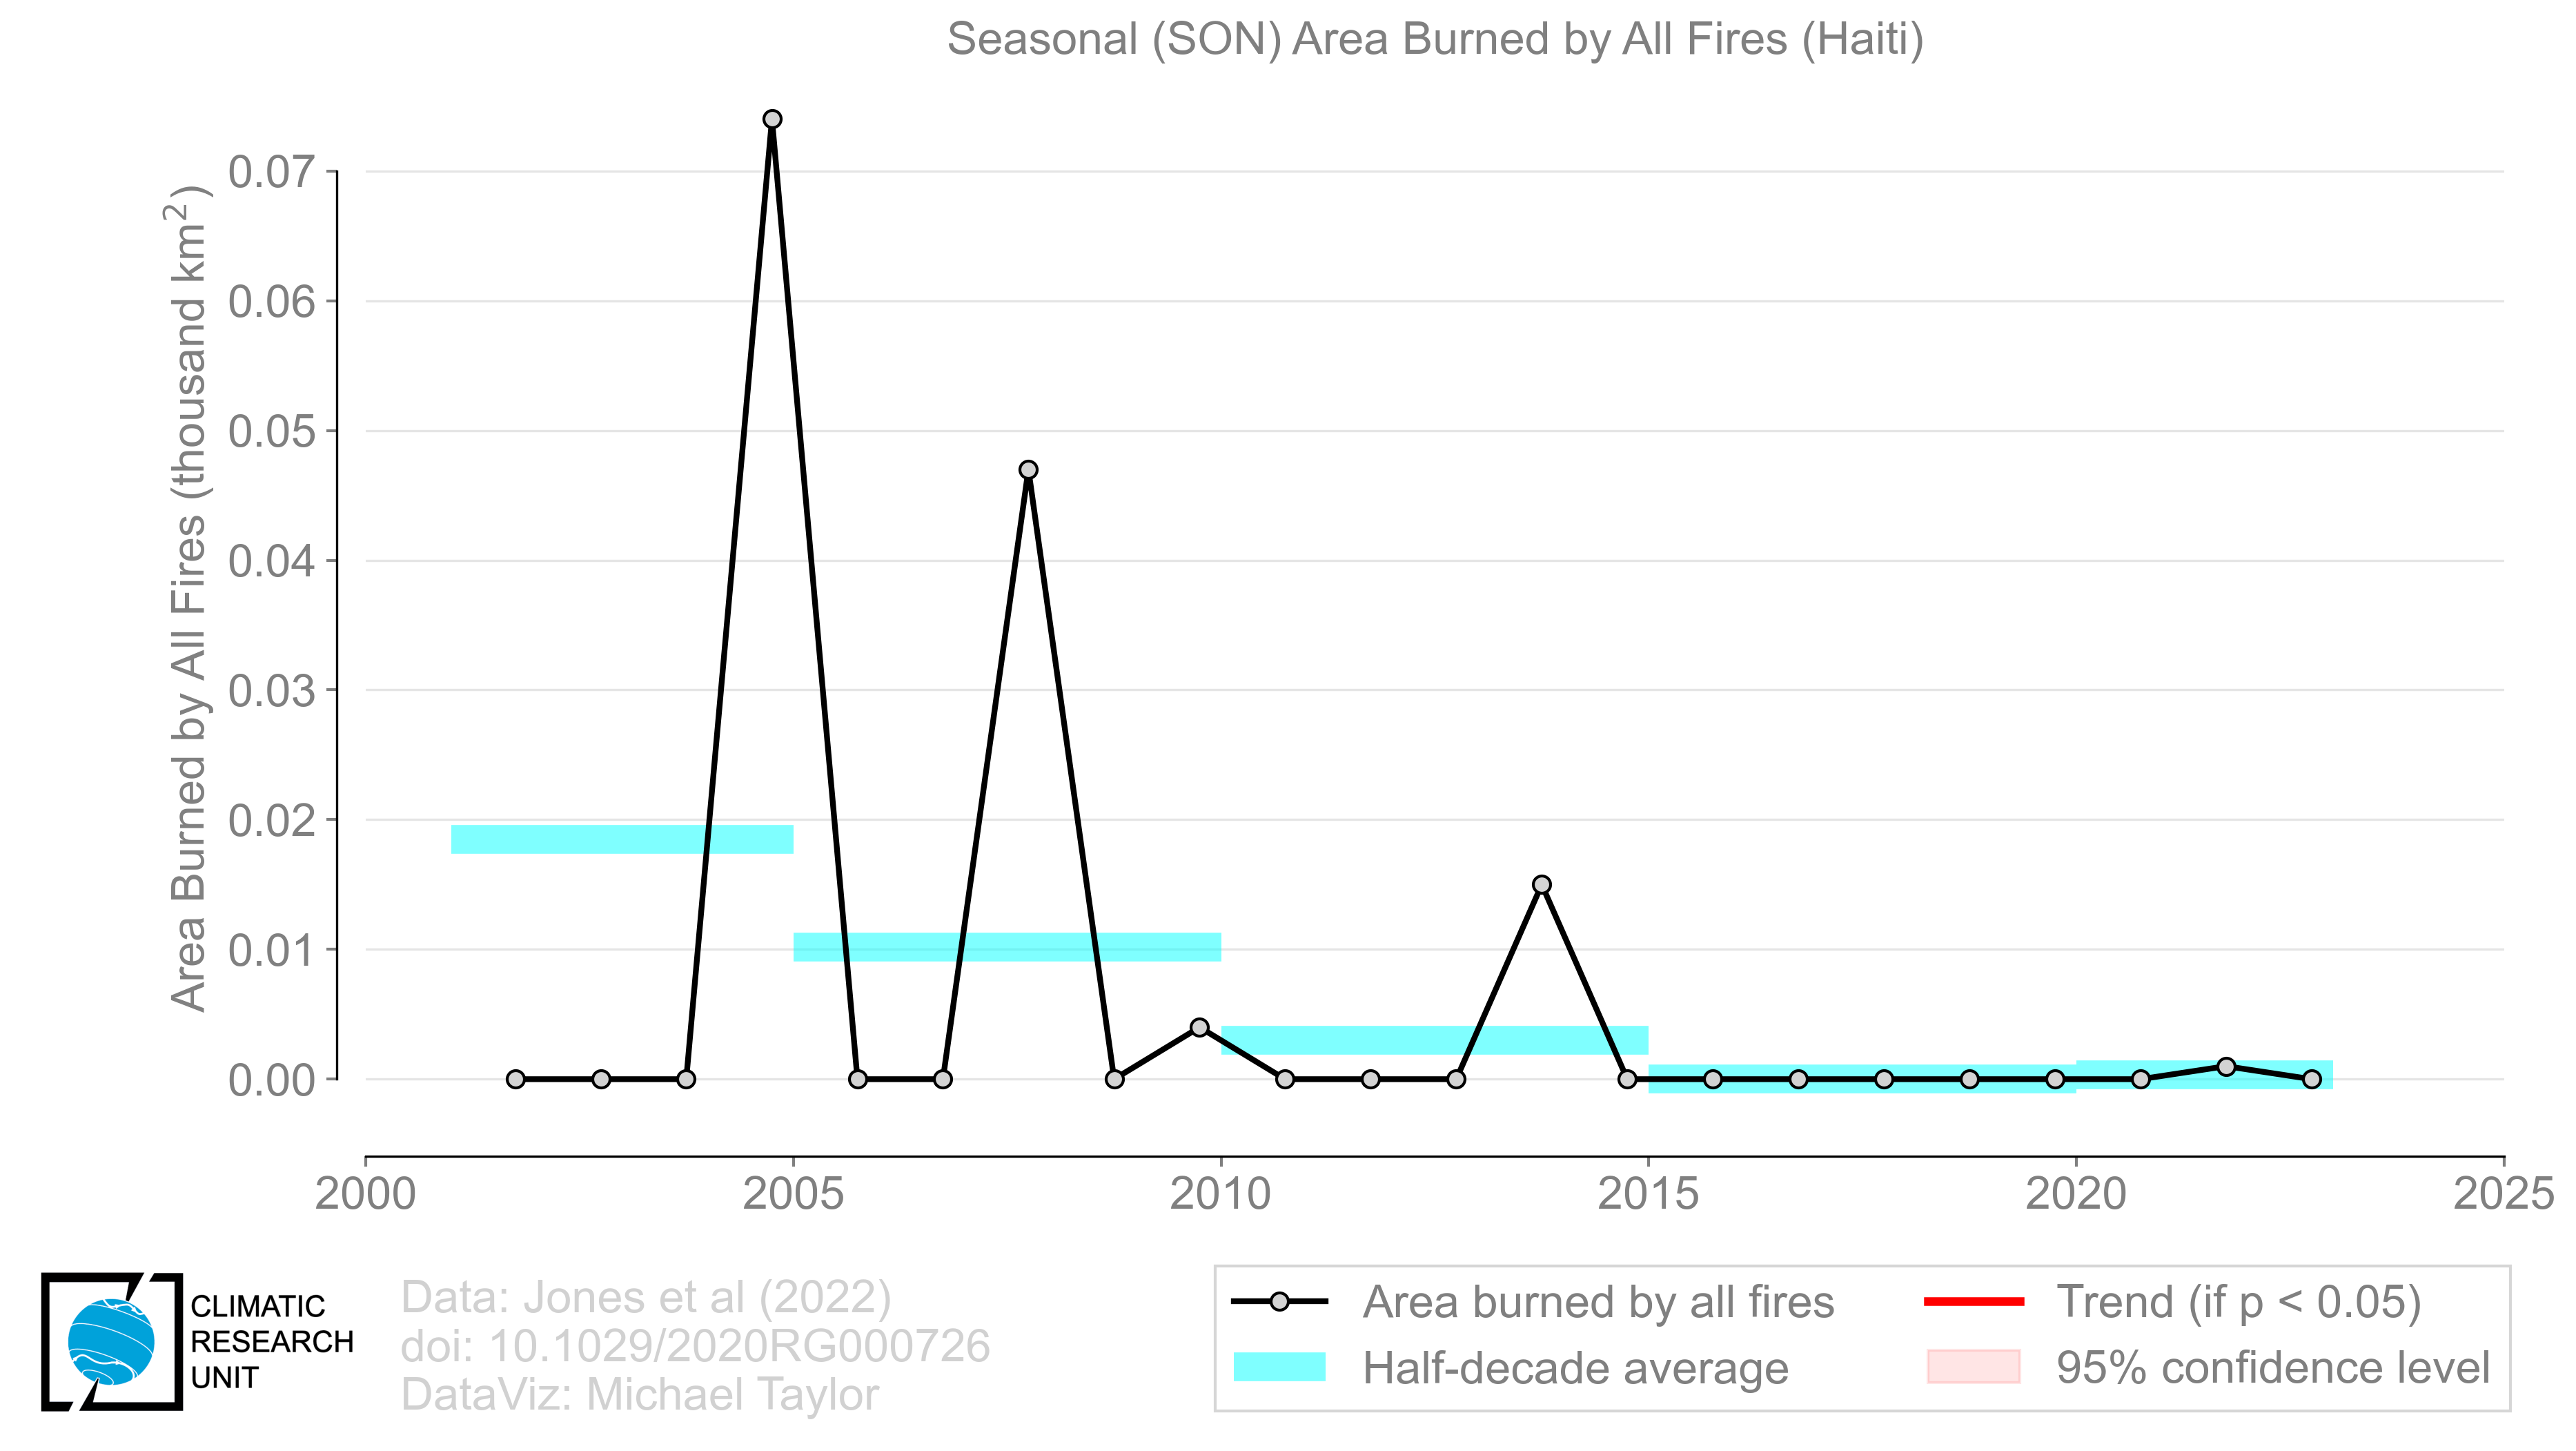 Seasonal (SON) Area Burned by All Fires (Haiti)
Area Burned by All Fires (thousand km²)
0.07
0.06
0.05
0.04
0.03
0.02
0.01
0.00
2000 2005 2010 2015 2020 2025
CLIMATIC
RESEARCH
UNIT
Data: Jones et al (2022)
doi: 10.1029/2020RG000726
DataViz: Michael Taylor
Area burned by all fires
Half-decade average
Trend (if p < 0.05)
95% confidence level